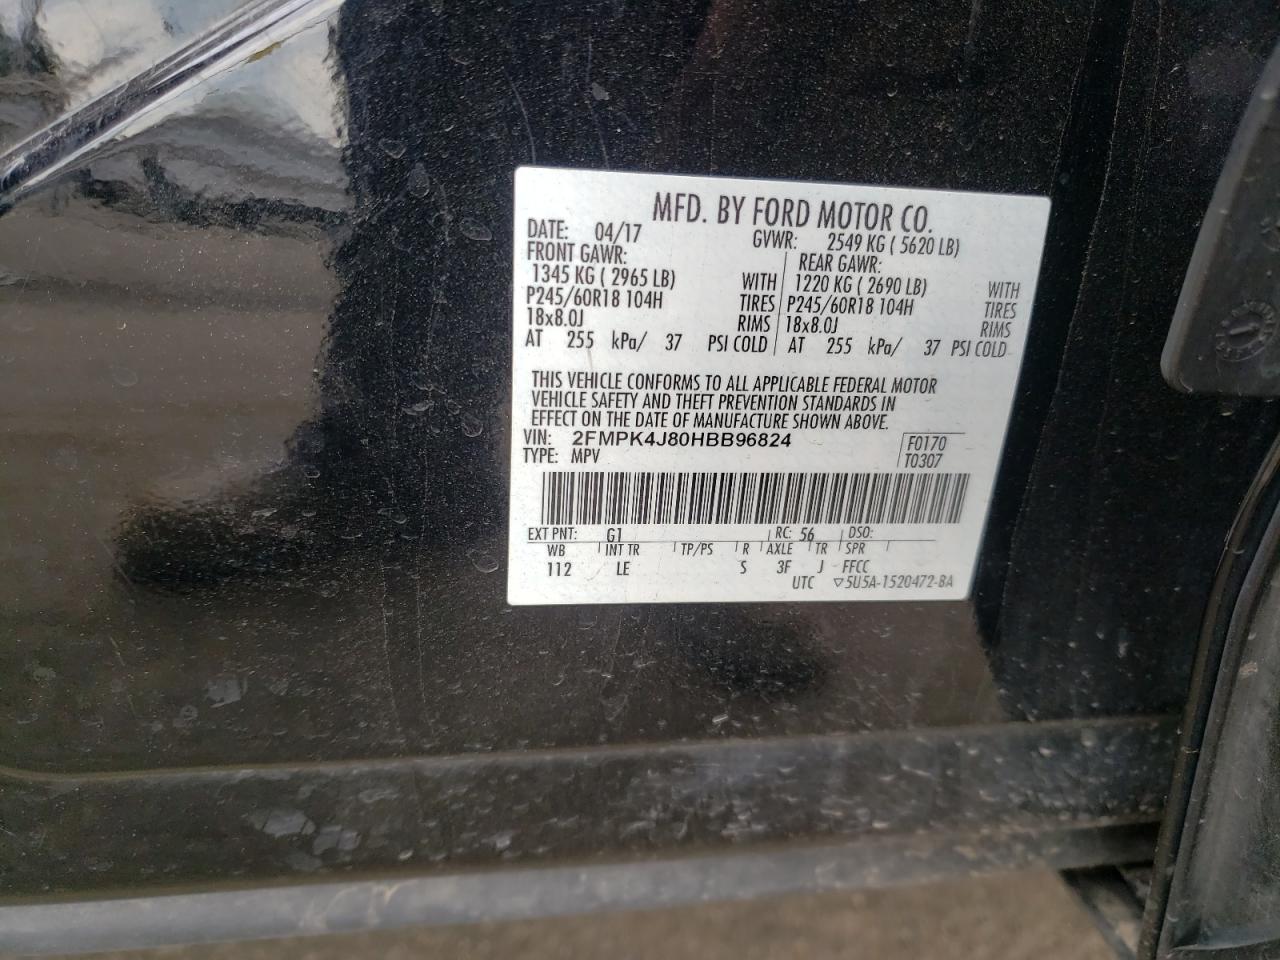 MFD. BY FORD MOTOR CO.
DATE: 04/17 GVWR: 2549 KG ( 5620 LB)
FRONT GAWR: REAR GAWR:
1345 KG ( 2965 LB) WITH 1220 KG ( 2690 LB) WITH
P245/60R18 104H TIRES P245/60R18 104H TIRES
18x8.0J RIMS 18x8.0J RIMS
AT 255 kPa/ 37 PSI COLD AT 255 kPa/ 37 PSI COLD
THIS VEHICLE CONFORMS TO ALL APPLICABLE FEDERAL MOTOR
VEHICLE SAFETY AND THEFT PREVENTION STANDARDS IN
EFFECT ON THE DATE OF MANUFACTURE SHOWN ABOVE.
VIN: 2FMPK4J80HBB96824 F0170
TYPE: MPV T0307
EXT PNT: G1 RC: 56 DSO:
WB INT TR TP/PS R AXLE TR SPR
112 LE S 3F J FFCC
UTC ▽5U5A-1520472-BA